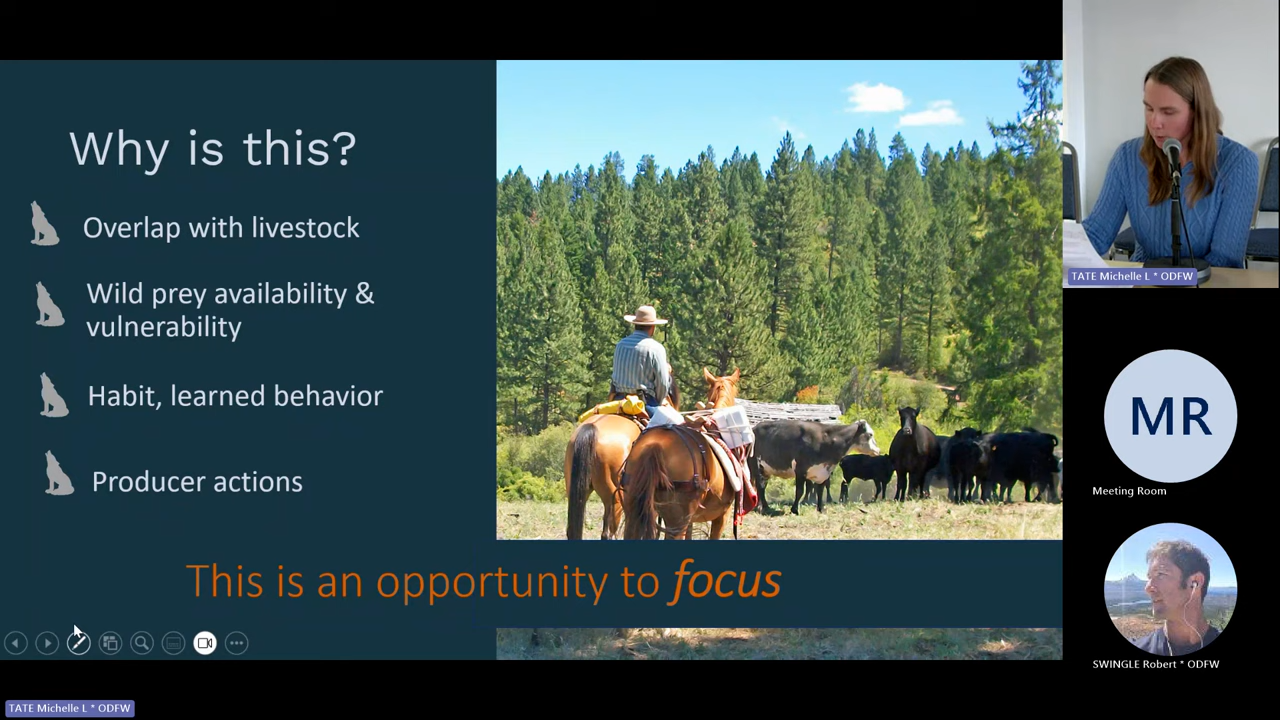 Why is this?
Overlap with livestock
Wild prey availability &
vulnerability
Habit, learned behavior
Producer actions
This is an opportunity to focus
TATE Michelle L * ODFW
TATE Michelle L * ODFW
MR
Meeting Room
SWINGLE Robert * ODFW